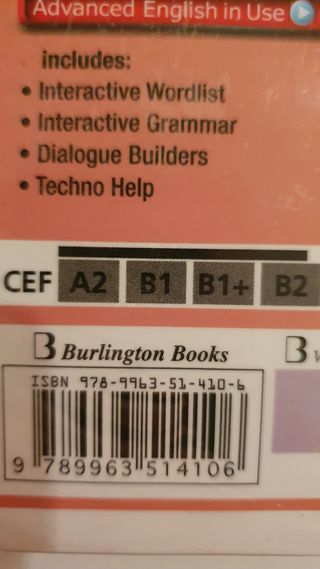 Advanced English in Use
includes:
• Interactive Wordlist
• Interactive Grammar
• Dialogue Builders
• Techno Help
CEF A2 B1 B1+ B2
B Burlington Books
B
ISBN 978-9963-51-410-6
9 789963 514106